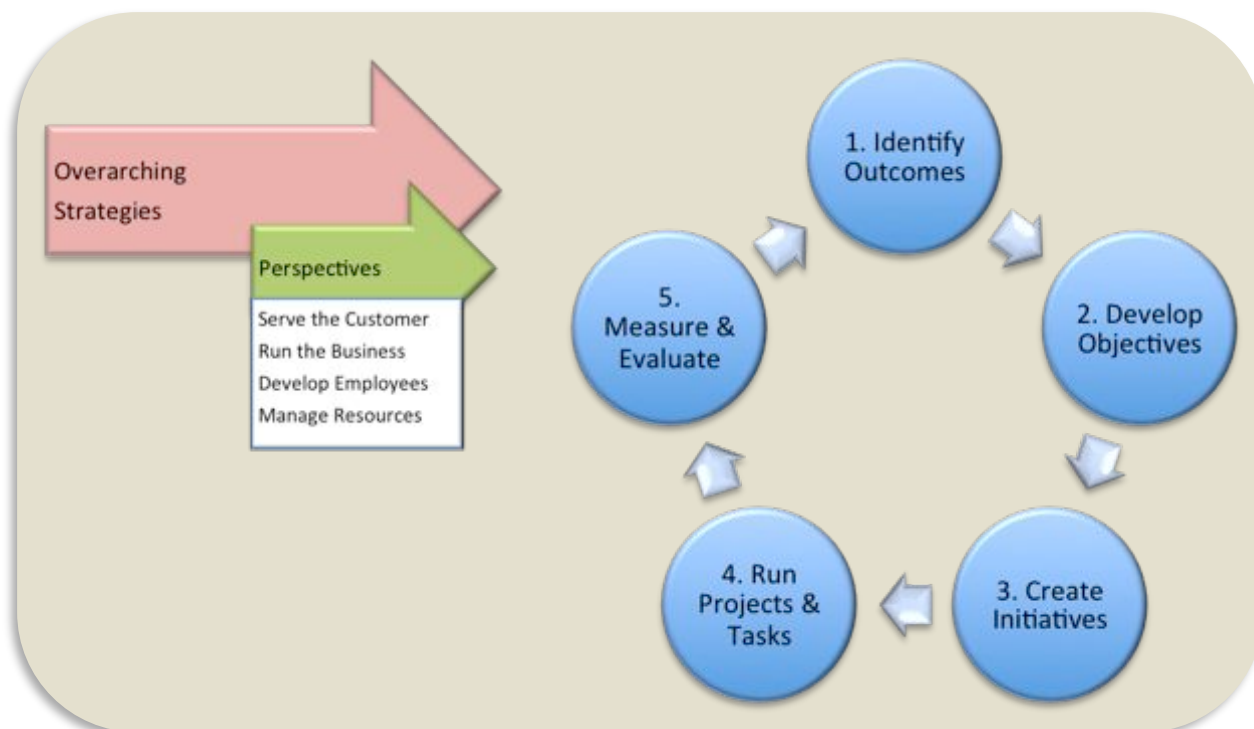 Overarching
Strategies
Perspectives
Serve the Customer
Run the Business
Develop Employees
Manage Resources
1. Identify
Outcomes
2. Develop
Objectives
3. Create
Initiatives
4. Run
Projects &
Tasks
5.
Measure &
Evaluate